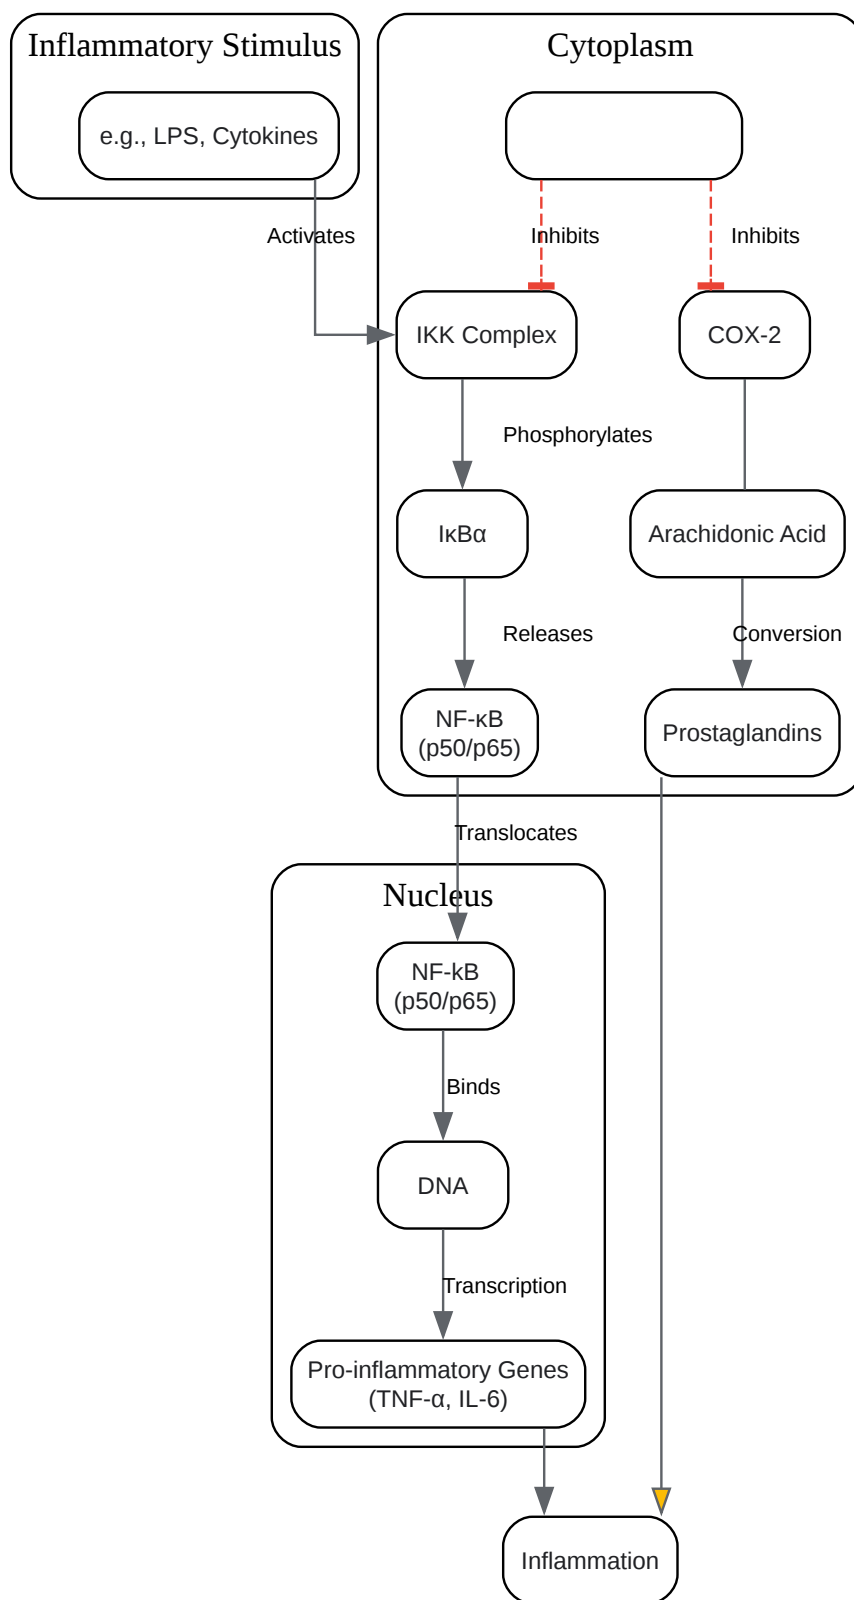 Inflammatory Stimulus
Cytoplasm
e.g., LPS, Cytokines
Activates
Inhibits
Inhibits
IKK Complex
COX-2
Phosphorylates
IκBα
Arachidonic Acid
Releases
Conversion
NF-κB
(p50/p65)
Prostaglandins
Translocates
Nucleus
NF-kB
(p50/p65)
Binds
DNA
Transcription
Pro-inflammatory Genes
(TNF-α, IL-6)
Inflammation